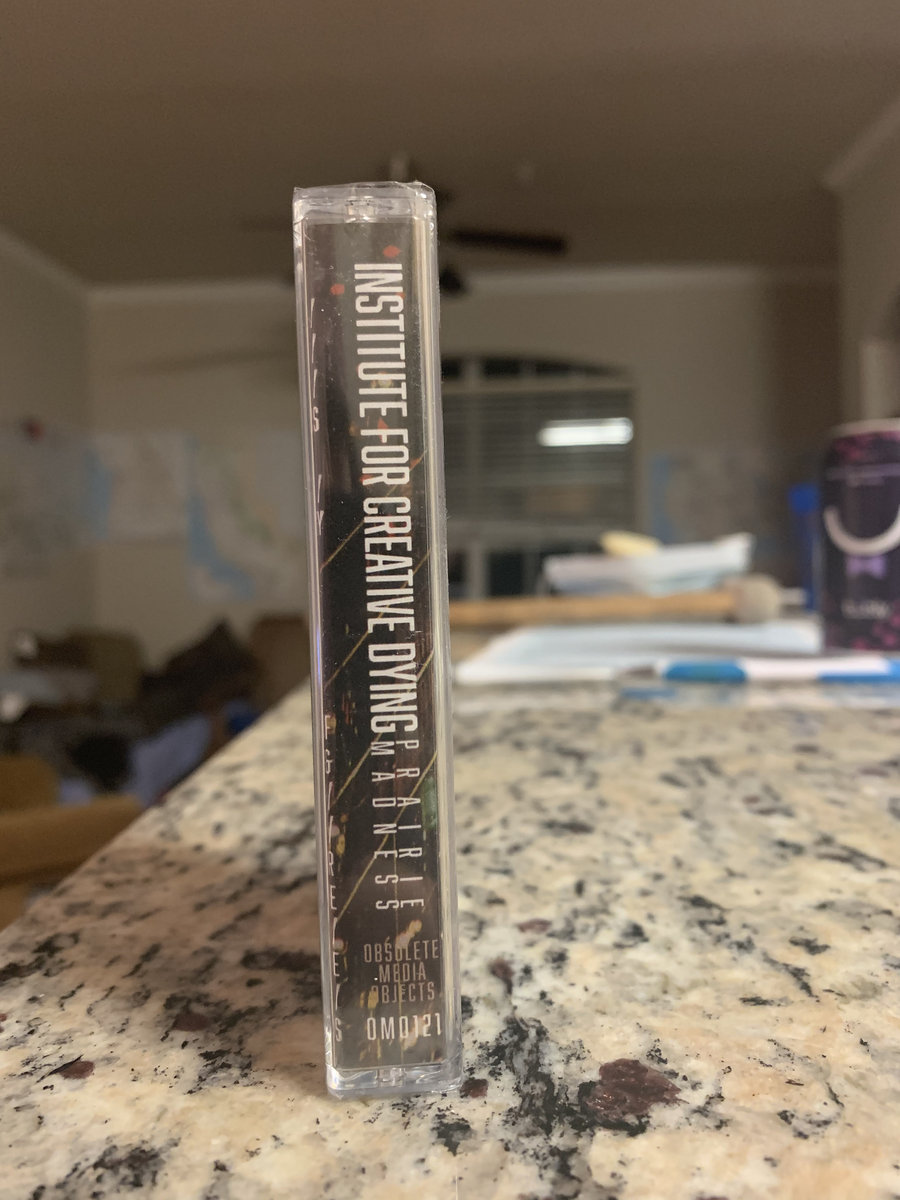 INSTITUTE FOR CREATIVE DYING
PRAIRIE
MADNESS
OBSOLETE
MEDIA
OBJECTS
OMO121